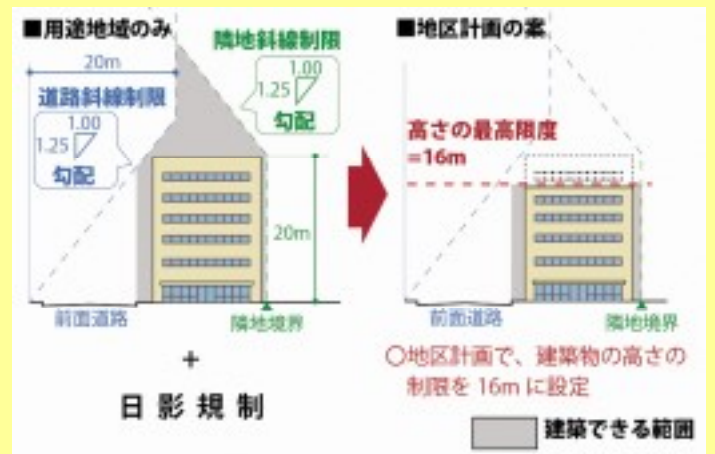 ■用途地域のみ
20m
道路斜線制限
1.00
1.25
勾配
隣地斜線制限
1.00
1.25
勾配
20m
前面道路
隣地境界
+
日影規制
■地区計画の案
高さの最高限度
=16m
前面道路
隣地境界
○地区計画で、建築物の高さの
制限を16mに設定
建築できる範囲